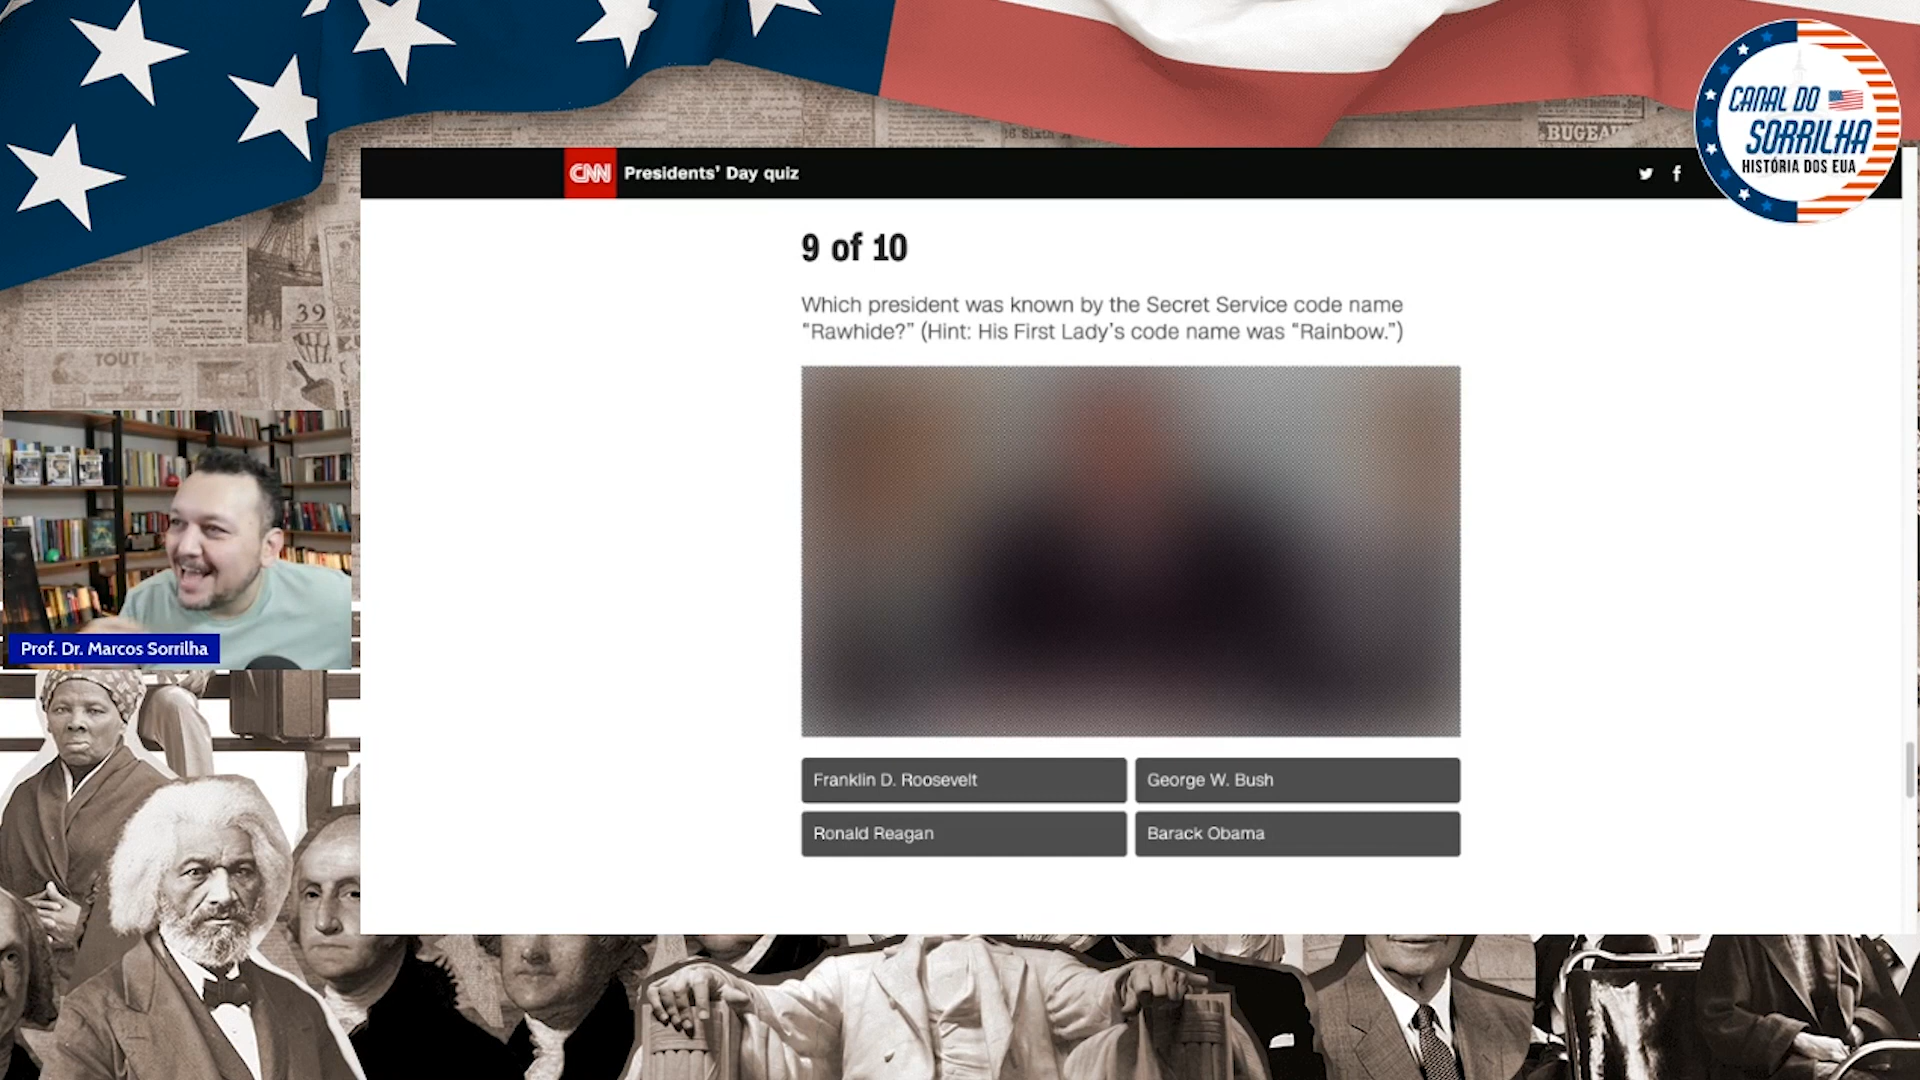 CANAL DO
SORRILHA
HISTÓRIA DOS EUA
BUGEAU
39
TOUT
CNN Presidents’ Day quiz
9 of 10
Which president was known by the Secret Service code name
“Rawhide?” (Hint: His First Lady’s code name was “Rainbow.”)
Prof. Dr. Marcos Sorrilha
Franklin D. Roosevelt
George W. Bush
Ronald Reagan
Barack Obama